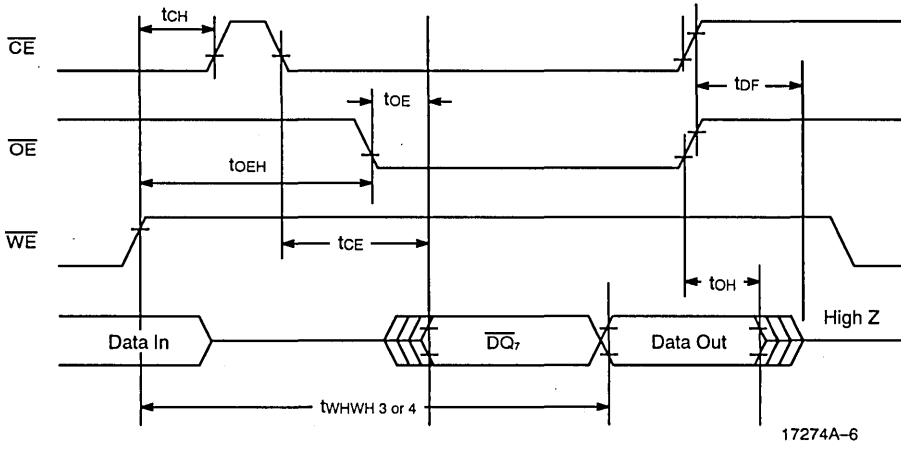 tCH
CE
tDF
tOE
OE
tOEH
WE
tCE
tOH
High Z
Data In
DQ7
Data Out
tWHWH 3 or 4
17274A–6